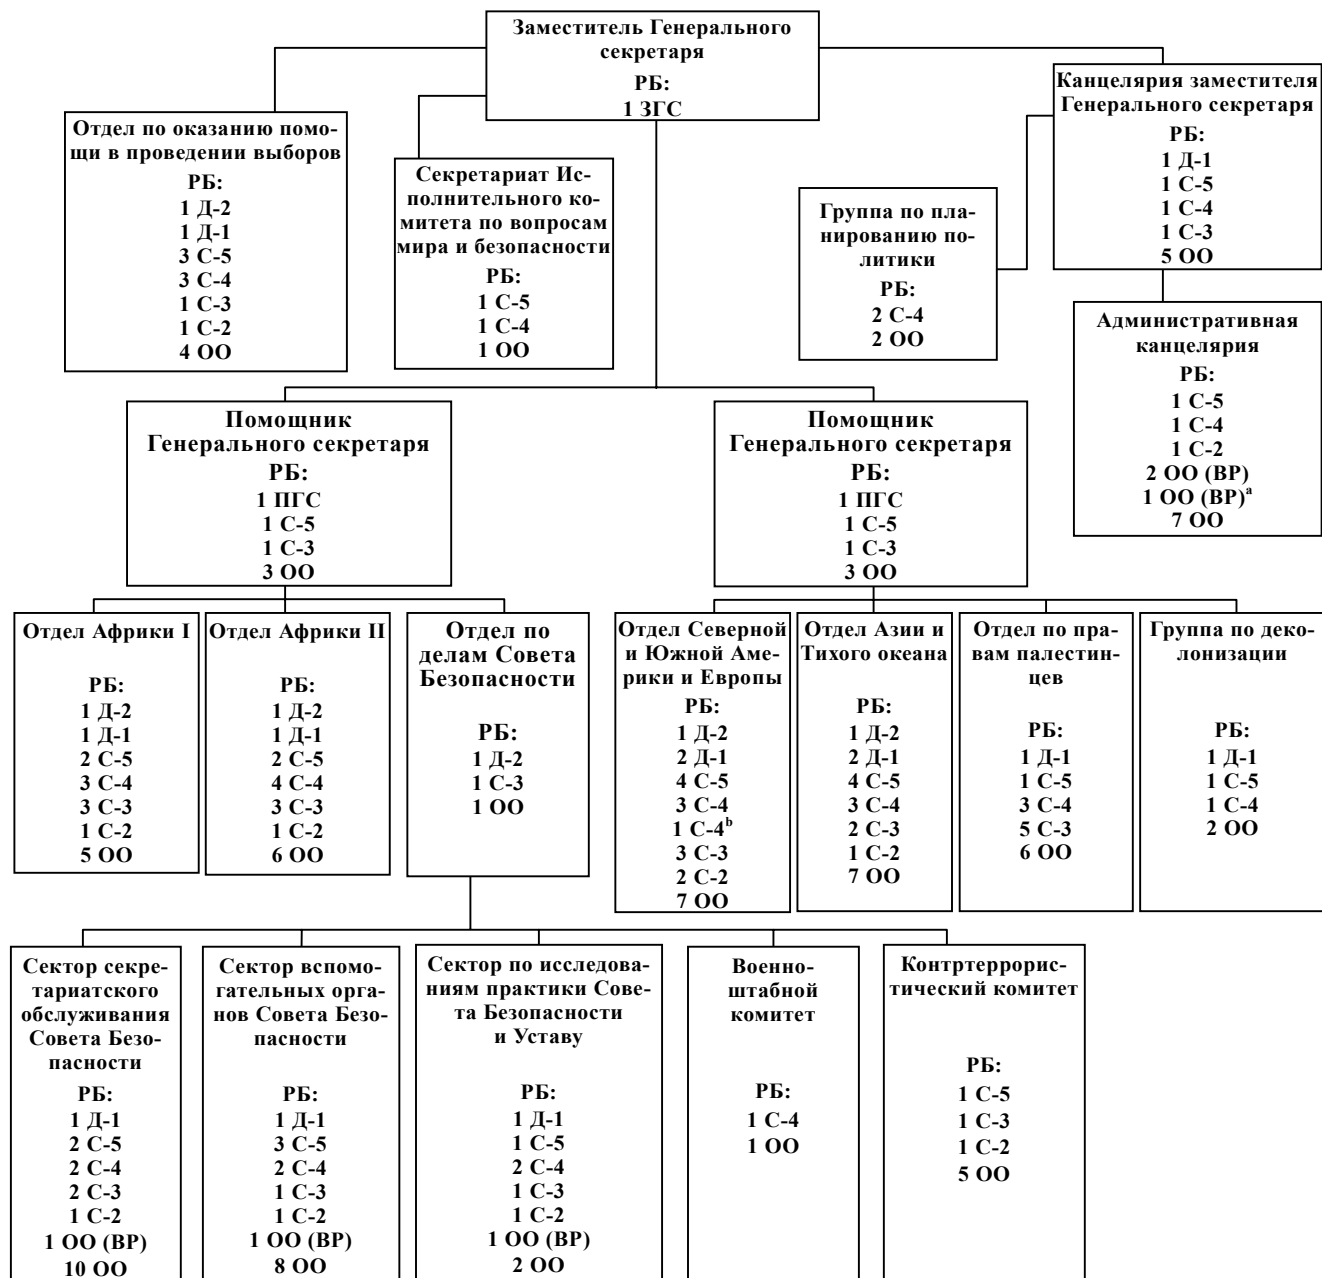 Заместитель Генерального
секретаря
РБ:
1 ЗГС
Отдел по оказанию помо-
щи в проведении выборов
РБ:
1 Д-2
1 Д-1
3 С-5
3 С-4
1 С-3
1 С-2
4 ОО
Секретариат Ис-
полнительного ко-
митета по вопросам
мира и безопасности
РБ:
1 С-5
1 С-4
1 ОО
Группа по пла-
нированию по-
литики
РБ:
2 С-4
2 ОО
Канцелярия заместителя
Генерального секретаря
РБ:
1 Д-1
1 С-5
1 С-4
1 С-3
5 ОО
Административная
канцелярия
РБ:
1 С-5
1 С-4
1 С-2
2 ОО (ВР)
1 ОО (ВР)ᵃ
7 ОО
Помощник
Генерального секретаря
РБ:
1 ПГС
1 С-5
1 С-3
3 ОО
Помощник
Генерального секретаря
РБ:
1 ПГС
1 С-5
1 С-3
3 ОО
Отдел Африки I
РБ:
1 Д-2
1 Д-1
2 С-5
3 С-4
3 С-3
1 С-2
5 ОО
Отдел Африки II
РБ:
1 Д-2
1 Д-1
2 С-5
4 С-4
3 С-3
1 С-2
6 ОО
Отдел по
делам Совета
Безопасности
РБ:
1 Д-2
1 С-3
1 ОО
Отдел Северной
и Южной Аме-
рики и Европы
РБ:
1 Д-2
2 Д-1
4 С-5
3 С-4
1 С-4ᵇ
3 С-3
2 С-2
7 ОО
Отдел Азии и
Тихого океана
РБ:
1 Д-2
2 Д-1
4 С-5
3 С-4
2 С-3
1 С-2
7 ОО
Отдел по пра-
вам палестин-
цев
РБ:
1 Д-1
1 С-5
3 С-4
5 С-3
6 ОО
Группа по деко-
лонизации
РБ:
1 Д-1
1 С-5
1 С-4
2 ОО
Сектор секре-
тариатского
обслуживания
Совета Безо-
пасности
РБ:
1 Д-1
2 С-5
2 С-4
2 С-3
1 С-2
1 ОО (ВР)
10 ОО
Сектор вспомо-
гательных орга-
нов Совета Безо-
пасности
РБ:
1 Д-1
3 С-5
2 С-4
1 С-3
1 С-2
1 ОО (ВР)
8 ОО
Сектор по исследова-
ниям практики Сове-
та Безопасности
и Уставу
РБ:
1 Д-1
1 С-5
2 С-4
1 С-3
1 С-2
1 ОО (ВР)
2 ОО
Военно-
штабной
комитет
РБ:
1 С-4
1 ОО
Контртеррорис-
тический комитет
РБ:
1 С-5
1 С-3
1 С-2
5 ОО